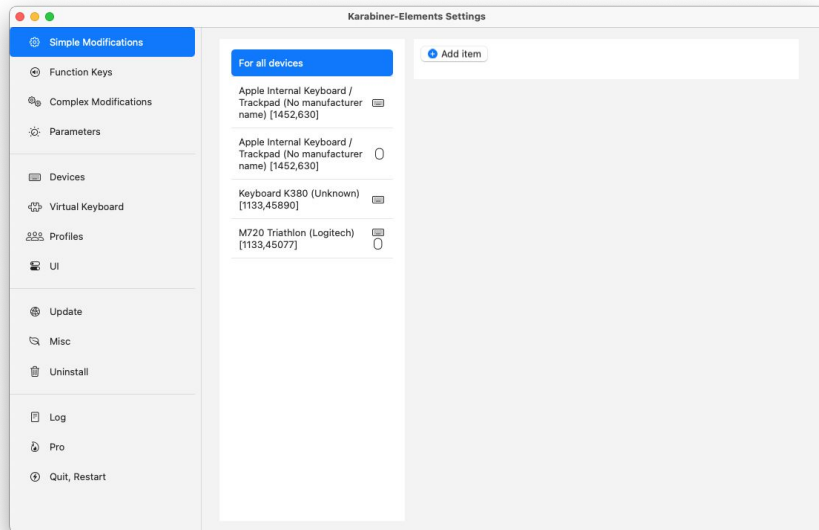 Karabiner-Elements Settings
Simple Modifications
Function Keys
Complex Modifications
Parameters
Devices
Virtual Keyboard
Profiles
UI
Update
Misc
Uninstall
Log
Pro
Quit, Restart
For all devices
Apple Internal Keyboard /
Trackpad (No manufacturer
name) [1452,630]
Apple Internal Keyboard /
Trackpad (No manufacturer
name) [1452,630]
Keyboard K380 (Unknown)
[1133,45890]
M720 Triathlon (Logitech)
[1133,45077]
Add item